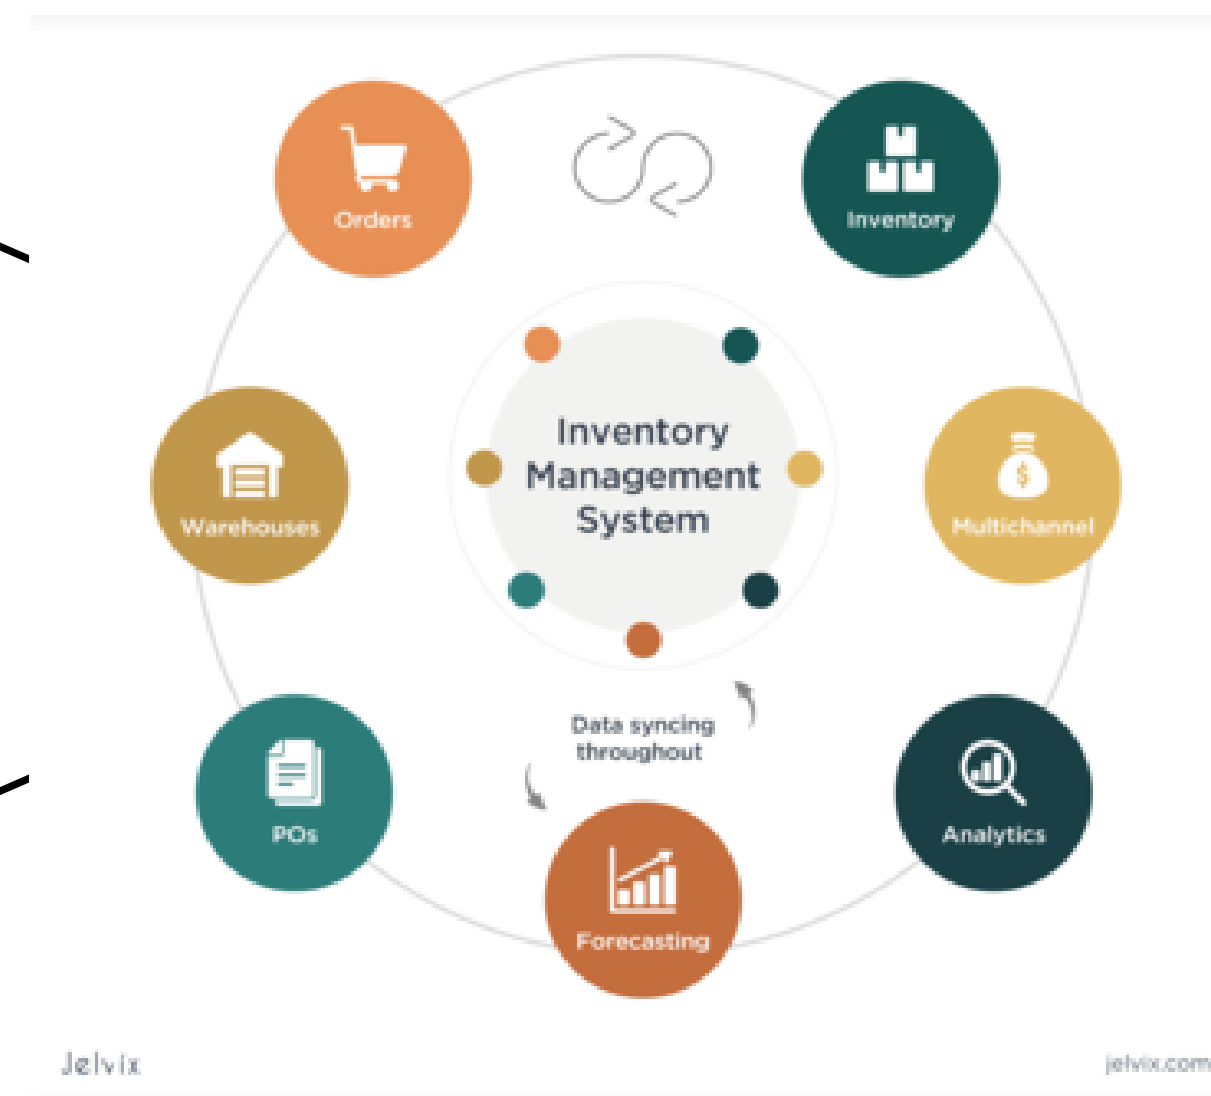 Orders
Inventory
Inventory
Management
System
Warehouses
$
Multichannel
Data syncing
throughout
POs
Analytics
Forecasting
Jelvix
jelvix.com